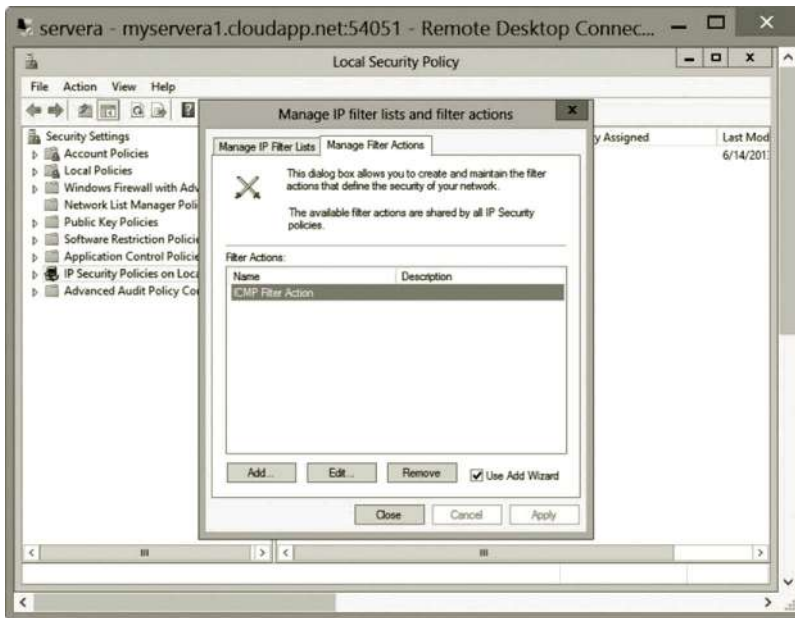 servera - myservera1.cloudapp.net:54051 - Remote Desktop Connec...
Local Security Policy
File Action View Help
Security Settings
Account Policies
Local Policies
Windows Firewall with Adv
Network List Manager Poli
Public Key Policies
Software Restriction Policie
Application Control Policie
IP Security Policies on Loca
Advanced Audit Policy Co
y Assigned
Last Mod
6/14/201
Manage IP filter lists and filter actions
Manage IP Filter Lists
Manage Filter Actions
This dialog box allows you to create and maintain the filter
actions that define the security of your network.
The available filter actions are shared by all IP Security
policies.
Filter Actions:
Name Description
ICMP Filter Action
Add... Edit... Remove Use Add Wizard
Close Cancel Apply